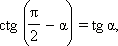 ctg (π/2 − α) = tg α,